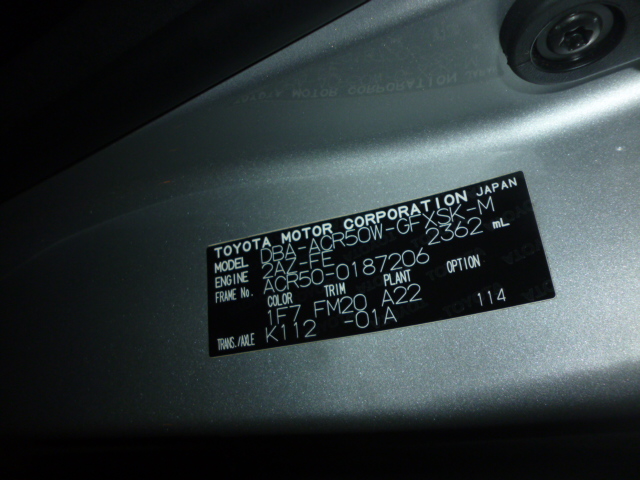 TOYOTA MOTOR CORPORATION JAPAN
MODEL DBA-ACR50W-GFXSK-M
ENGINE 2AZ-FE 2362 mL
FRAME No. ACR50-0187206
COLOR TRIM PLANT OPTION
1F7 FM20 A22
TRANS./AXLE K112 -01A 114